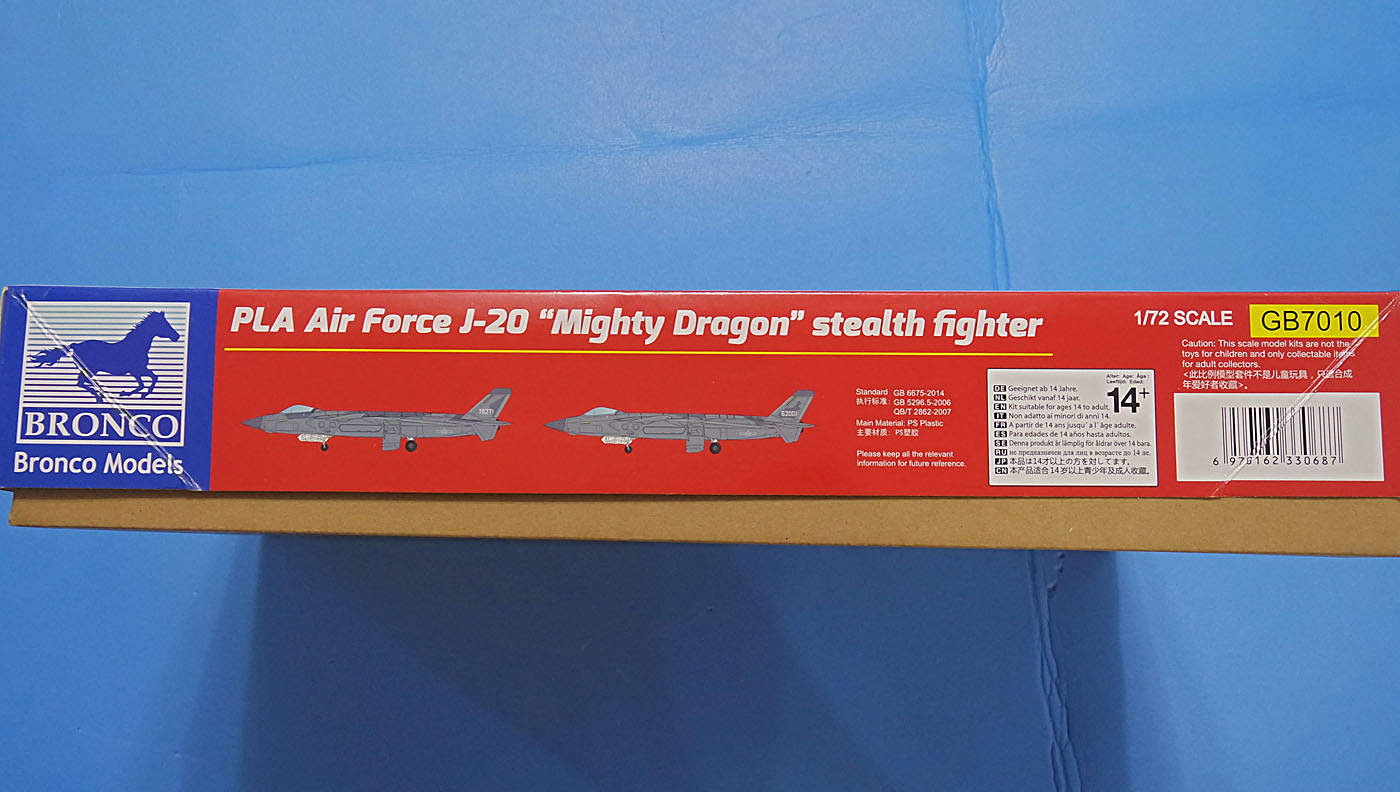 BRONCO
Bronco Models
PLA Air Force J-20 “Mighty Dragon” stealth fighter
78271
62001
Standard GB 6675-2014
执行标准： GB 5296.5-2006
QB/T 2862-2007
Main Material: PS Plastic
主要材质： PS塑胶
Please keep all the relevant
information for future reference.
Alter: Age: Âge:
Leeftijd: Edad:
14+
DE Geeignet ab 14 Jahre.
NL Geschikt vanaf 14 jaar.
EN Kit suitable for ages 14 to adult.
IT Non adatto ai minori di anni 14.
FR A partir de 14 ans jusqu`a l`âge adulte.
ES Para edades de 14 años hasta adultos.
SE Denna produkt är lämplig för åldrar över 14 bara.
RU не предназначен для лиц в возрасте до 14 ле.
JP 本品は14才以上の方を対してます。
CN 本产品适合14岁以上青少年及成人收藏。
1/72 SCALE
GB7010
Caution: This scale model kits are not the
toys for children and only collectable items
for adult collectors.
<此比例模型套件不是儿童玩具，只适合成
年爱好者收藏>.
6 979162 330687